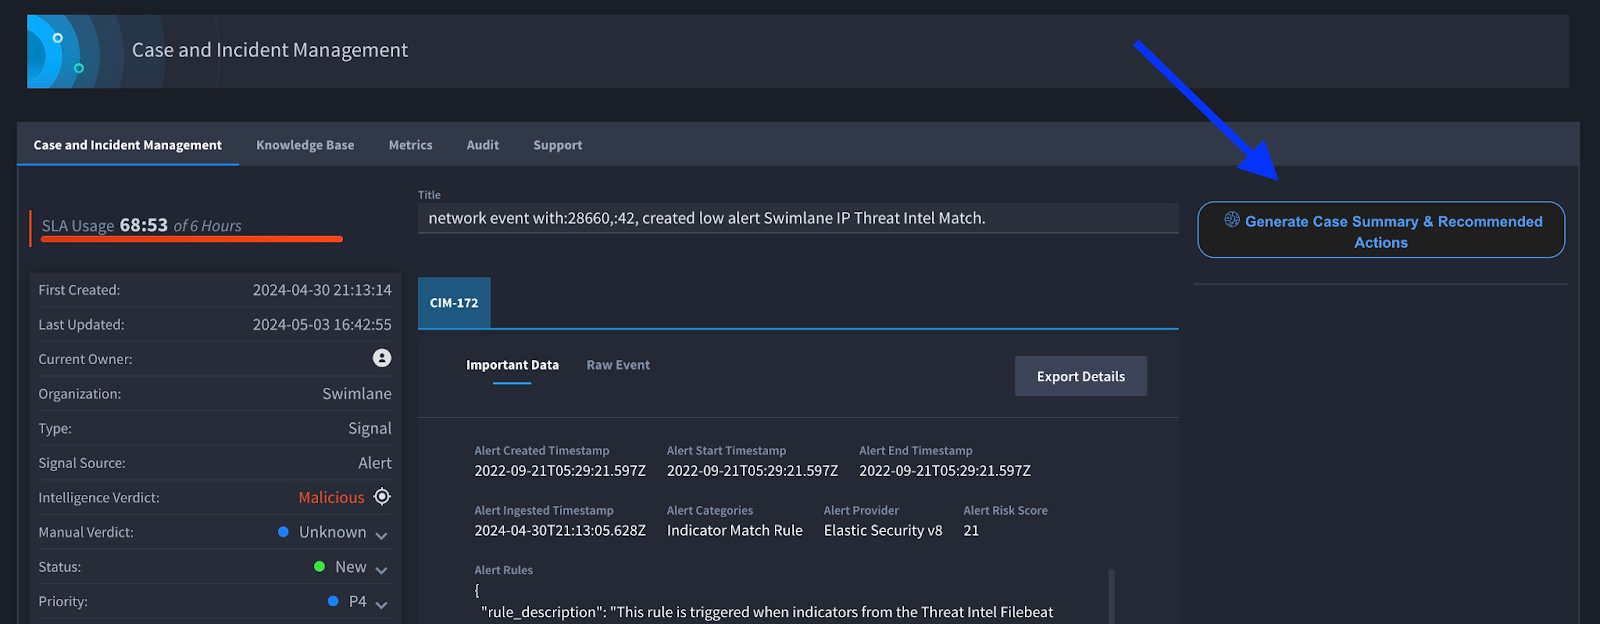 Case and Incident Management
Case and Incident Management Knowledge Base Metrics Audit Support
SLA Usage 68:53 of 6 Hours
First Created: 2024-04-30 21:13:14
Last Updated: 2024-05-03 16:42:55
Current Owner:
Organization: Swimlane
Type: Signal
Signal Source: Alert
Intelligence Verdict: Malicious
Manual Verdict: Unknown
Status: New
Priority: P4
Title
network event with:28660,:42, created low alert Swimlane IP Threat Intel Match.
CIM-172
Important Data Raw Event
Export Details
Alert Created Timestamp Alert Start Timestamp Alert End Timestamp
2022-09-21T05:29:21.597Z 2022-09-21T05:29:21.597Z 2022-09-21T05:29:21.597Z
Alert Ingested Timestamp Alert Categories Alert Provider Alert Risk Score
2024-04-30T21:13:05.628Z Indicator Match Rule Elastic Security v8 21
Alert Rules
{
"rule_description": "This rule is triggered when indicators from the Threat Intel Filebeat
Generate Case Summary & Recommended
Actions